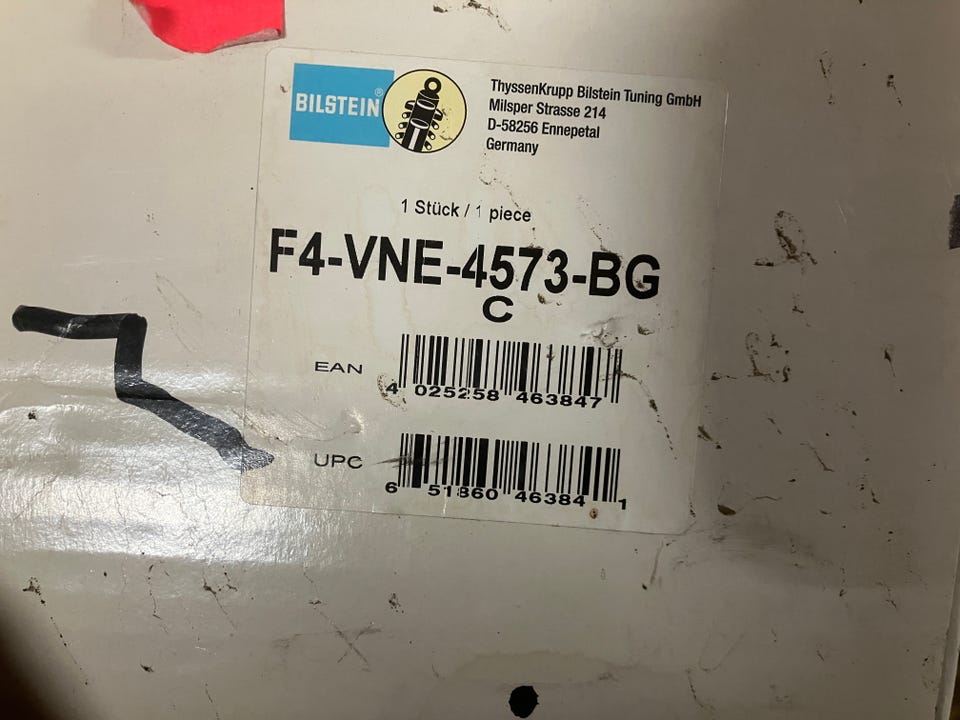 BILSTEIN®
ThyssenKrupp Bilstein Tuning GmbH
Milsper Strasse 214
D-58256 Ennepetal
Germany
1 Stück / 1 piece
F4-VNE-4573-BG
C
EAN
4 025258 463847
UPC
6 51860 46384 1